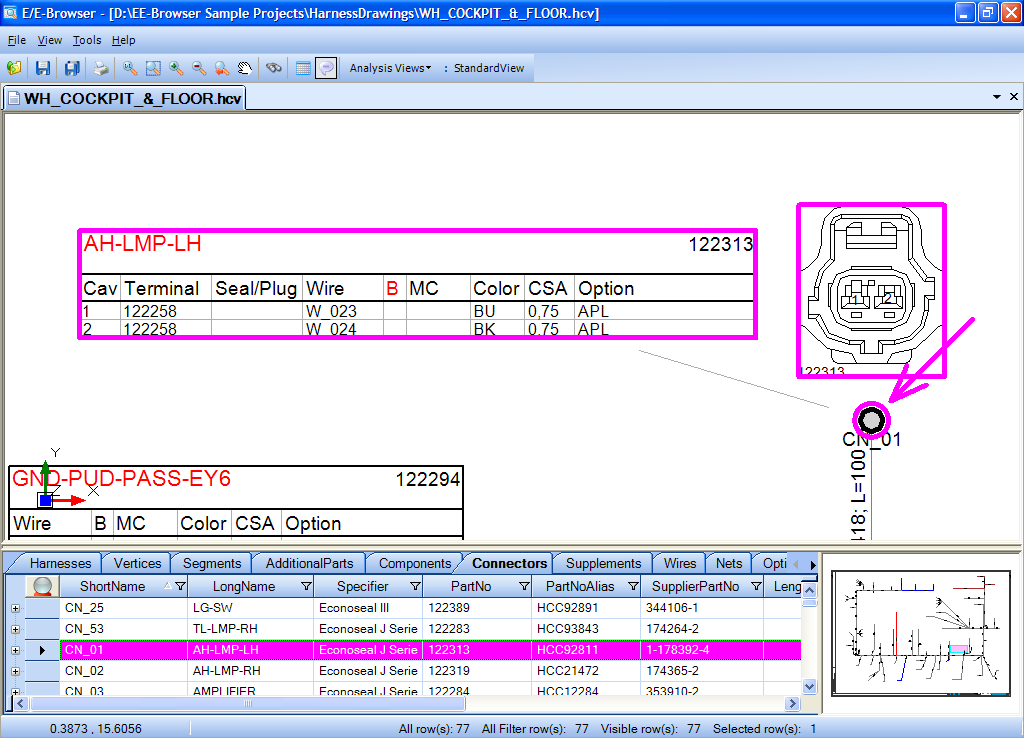 E/E-Browser - [D:\EE-Browser Sample Projects\HarnessDrawings\WH_COCKPIT_&_FLOOR.hcv]
File View Tools Help
Analysis Views : StandardView
WH_COCKPIT_&_FLOOR.hcv
AH-LMP-LH 122313
Cav Terminal Seal/Plug Wire B MC Color CSA Option
1 122258 W_023 BU 0,75 APL
2 122258 W_024 BK 0,75 APL
1 2
122313
CN_01
418; L=100
Y
Z X
GND-PUD-PASS-EY6 122294
Wire B MC Color CSA Option
Harnesses Vertices Segments AdditionalParts Components Connectors Supplements Wires Nets Opti
ShortName LongName Specifier PartNo PartNoAlias SupplierPartNo Leng
CN_25 LG-SW Econoseal III 122389 HCC92891 344106-1
CN_53 TL-LMP-RH Econoseal J Serie 122283 HCC93843 174264-2
CN_01 AH-LMP-LH Econoseal J Serie 122313 HCC92811 1-178392-4
CN_02 AH-LMP-RH Econoseal J Serie 122319 HCC21472 174365-2
CN_03 AMPLIFIER Econoseal J Serie 122284 HCC12284 353910-2
0.3873 , 15.6056 All row(s): 77 All Filter row(s): 77 Visible row(s): 77 Selected row(s): 1